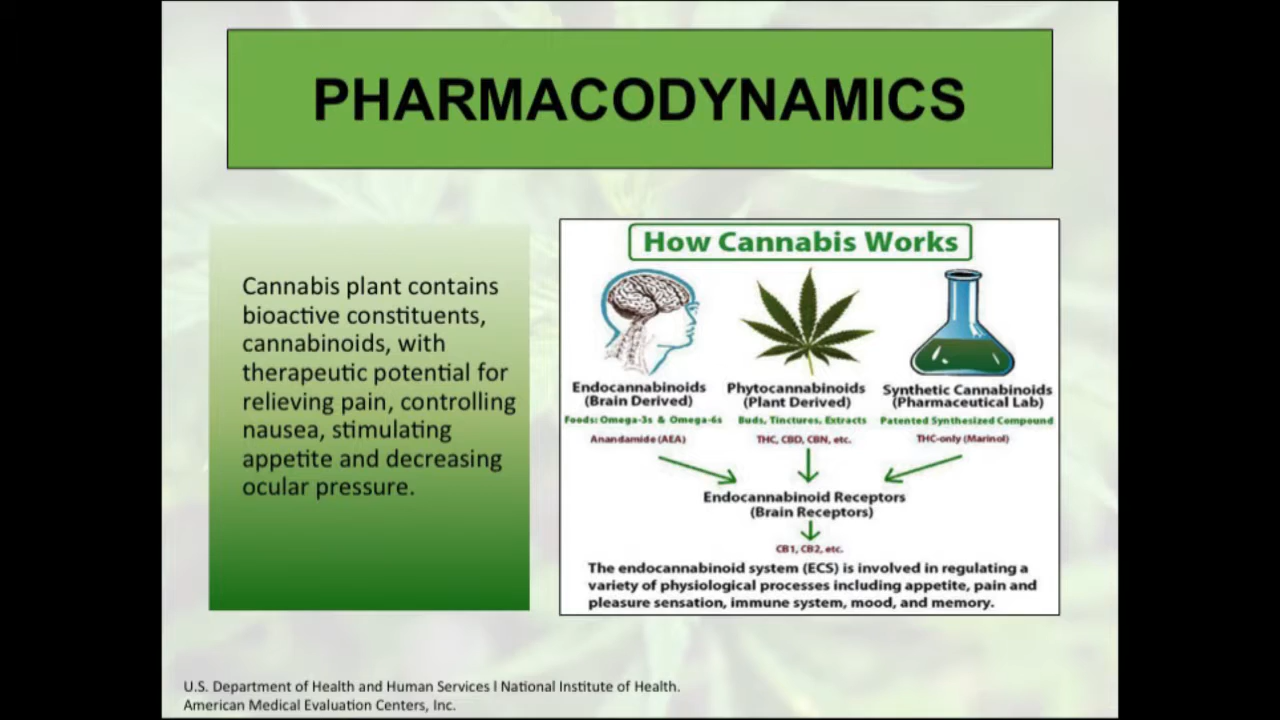 PHARMACODYNAMICS
Cannabis plant contains
bioactive constituents,
cannabinoids, with
therapeutic potential for
relieving pain, controlling
nausea, stimulating
appetite and decreasing
ocular pressure.
How Cannabis Works
Endocannabinoids
(Brain Derived)
Foods: Omega-3s & Omega-6s
Anandamide (AEA)
Phytocannabinoids
(Plant Derived)
Buds, Tinctures, Extracts
THC, CBD, CBN, etc.
Synthetic Cannabinoids
(Pharmaceutical Lab)
Patented Synthesized Compound
THC-only (Marinol)
Endocannabinoid Receptors
(Brain Receptors)
CB1, CB2, etc.
The endocannabinoid system (ECS) is involved in regulating a
variety of physiological processes including appetite, pain and
pleasure sensation, immune system, mood, and memory.
U.S. Department of Health and Human Services l National Institute of Health.
American Medical Evaluation Centers, Inc.